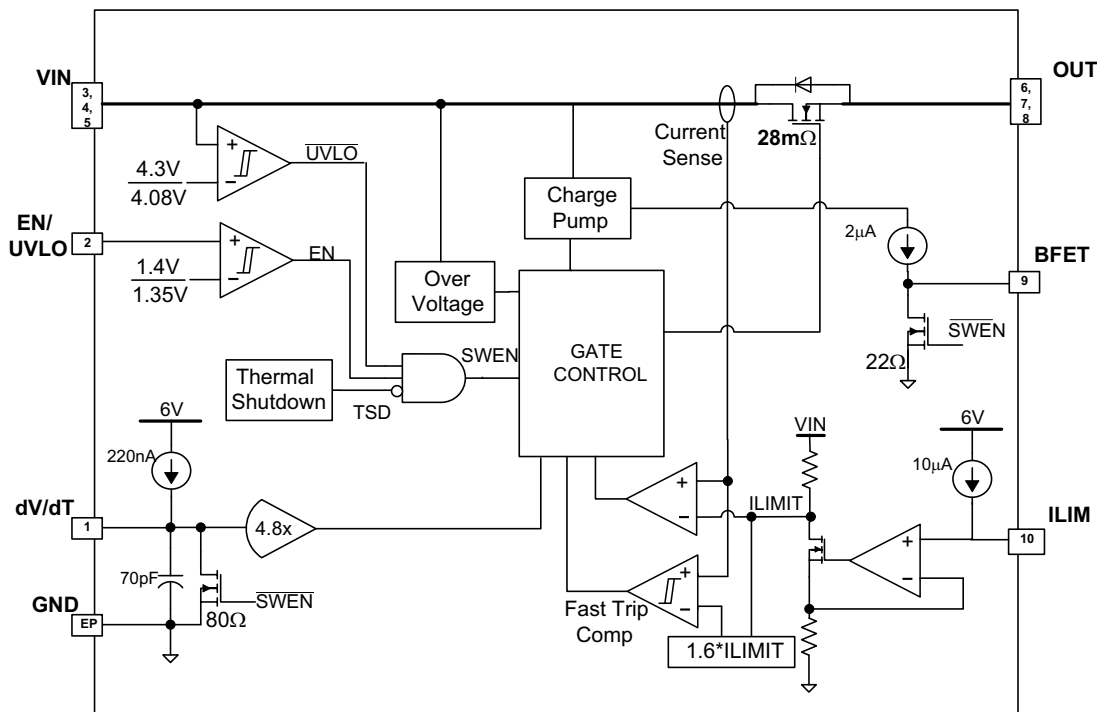 VIN
3,
4,
5
OUT
6,
7,
8
Current
Sense
28mΩ
+
UVLO
4.3V
4.08V
−
Charge
Pump
EN/
UVLO
2
+
EN
1.4V
1.35V
−
2µA
BFET
9
Over
Voltage
SWEN
22Ω
GATE
CONTROL
SWEN
Thermal
Shutdown
TSD
6V
220nA
VIN
6V
10µA
dV/dT
1
4.8x
+
−
ILIMIT
+
−
ILIM
10
70pF
SWEN
80Ω
GND
EP
+
−
Fast Trip
Comp
1.6*ILIMIT